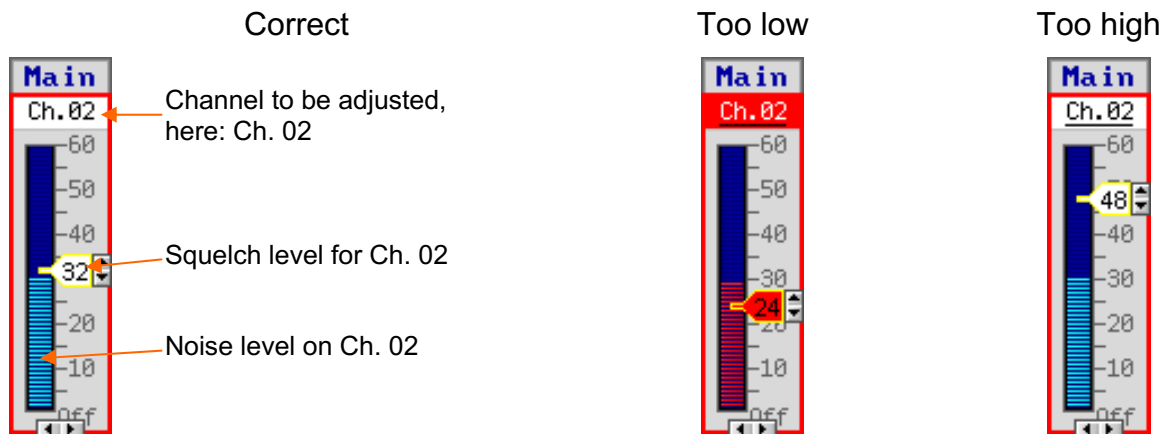 Correct
Too low
Too high
Main
Ch.02
60
50
40
32
20
10
Off
Channel to be adjusted,
here: Ch. 02
Squelch level for Ch. 02
Noise level on Ch. 02
Main
Ch.02
60
50
40
30
24
20
10
Off
Main
Ch.02
60
48
40
30
20
10
Off